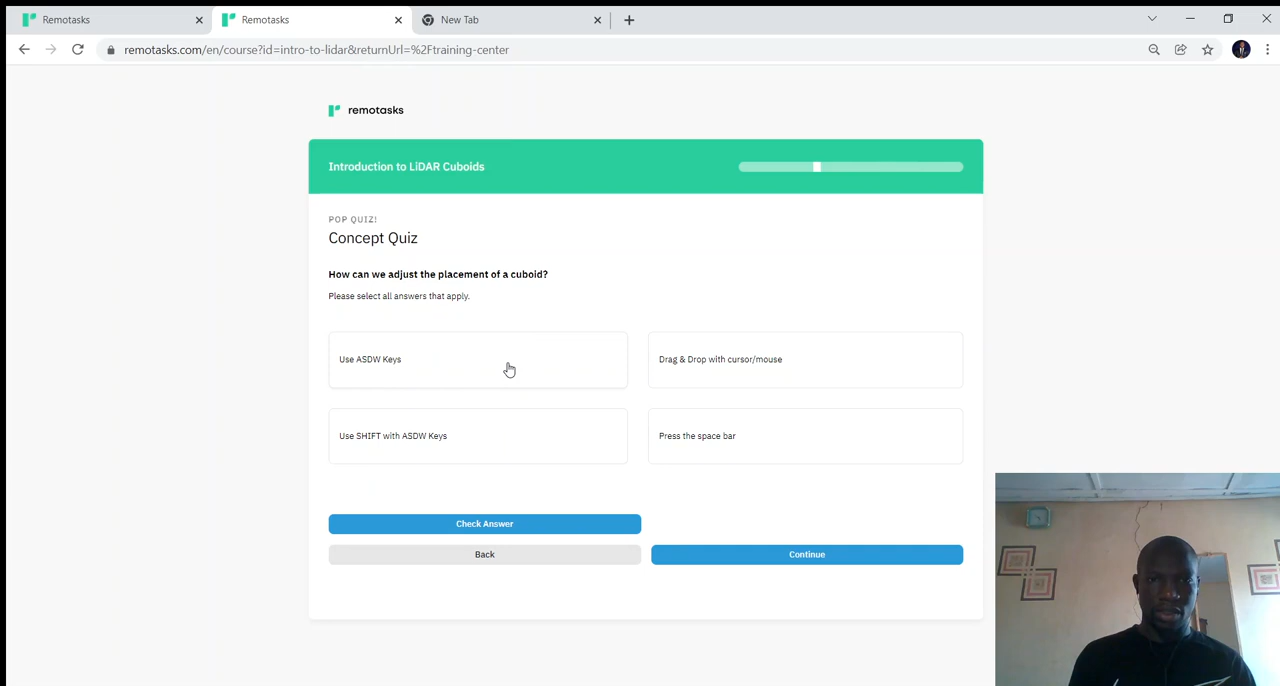 Remotasks
Remotasks
New Tab
remotasks.com/en/course?id=intro-to-lidar&returnUrl=%2Ftraining-center
remotasks
Introduction to LiDAR Cuboids
POP QUIZ!
Concept Quiz
How can we adjust the placement of a cuboid?
Please select all answers that apply.
Use ASDW Keys
Drag & Drop with cursor/mouse
Use SHIFT with ASDW Keys
Press the space bar
Check Answer
Back
Continue